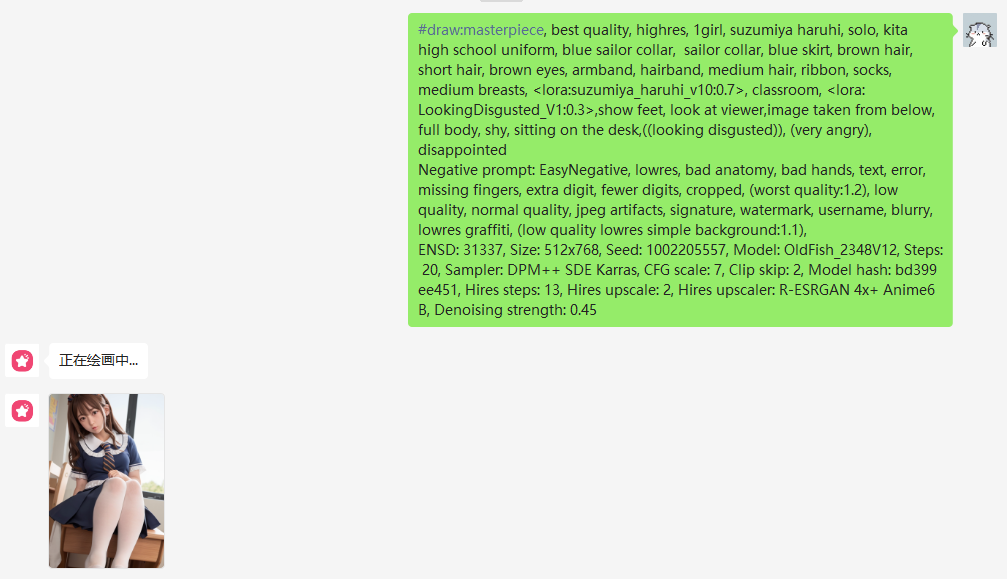 #draw:masterpiece, best quality, highres, 1girl, suzumiya haruhi, solo, kita
high school uniform, blue sailor collar,  sailor collar, blue skirt, brown hair,
short hair, brown eyes, armband, hairband, medium hair, ribbon, socks,
medium breasts, <lora:suzumiya_haruhi_v10:0.7>, classroom, <lora:
LookingDisgusted_V1:0.3>,show feet, look at viewer,image taken from below,
full body, shy, sitting on the desk,((looking disgusted)), (very angry),
disappointed
Negative prompt: EasyNegative, lowres, bad anatomy, bad hands, text, error,
missing fingers, extra digit, fewer digits, cropped, (worst quality:1.2), low
quality, normal quality, jpeg artifacts, signature, watermark, username, blurry,
lowres graffiti, (low quality lowres simple background:1.1),
ENSD: 31337, Size: 512x768, Seed: 1002205557, Model: OldFish_2348V12, Steps:
20, Sampler: DPM++ SDE Karras, CFG scale: 7, Clip skip: 2, Model hash: bd399
ee451, Hires steps: 13, Hires upscale: 2, Hires upscaler: R-ESRGAN 4x+ Anime6
B, Denoising strength: 0.45
正在绘画中...